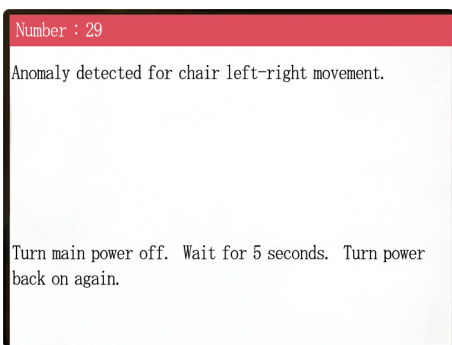 Number : 29
Anomaly detected for chair left-right movement.
Turn main power off. Wait for 5 seconds. Turn power
back on again.